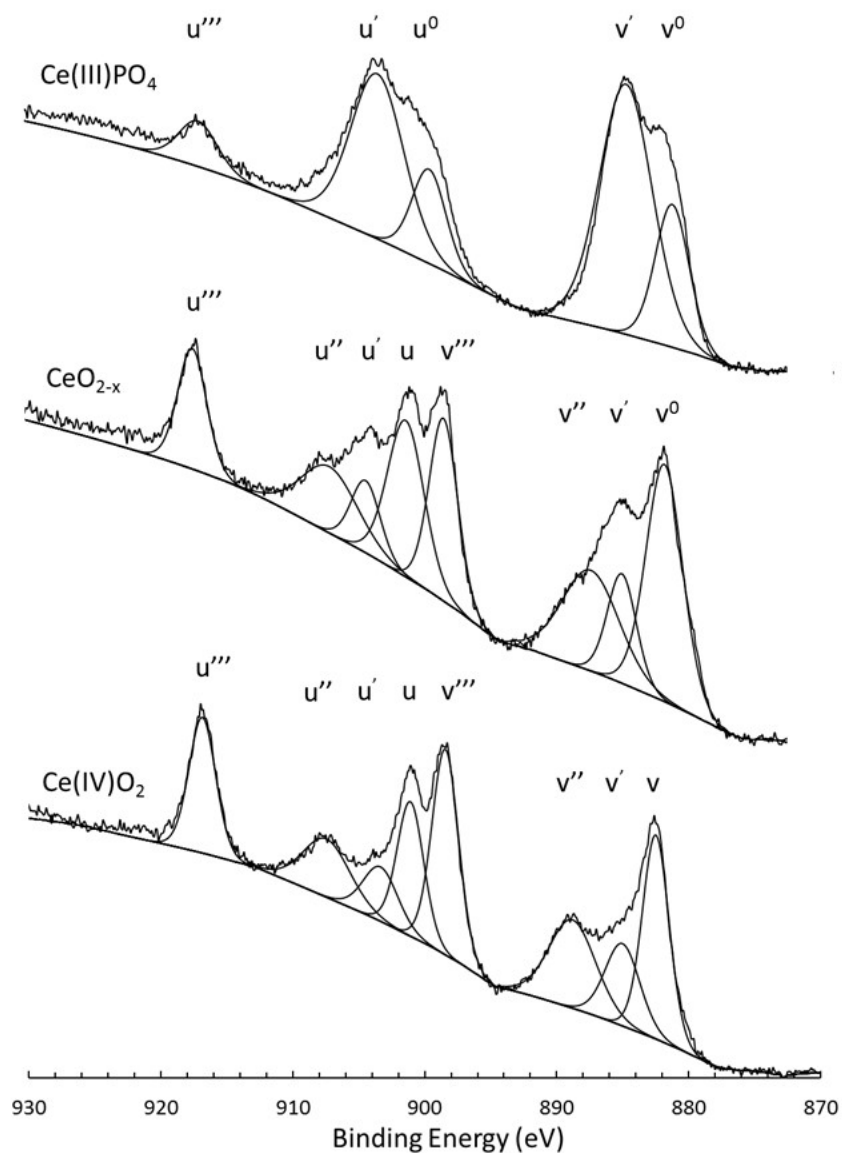 u‴ u′ u⁰ v′ v⁰
Ce(III)PO₄
u‴
u″ u′ u v‴
CeO₂₋ₓ
v″ v′ v⁰
u‴
u″ u′ u v‴
Ce(IV)O₂
v″ v′ v
930 920 910 900 890 880 870
Binding Energy (eV)